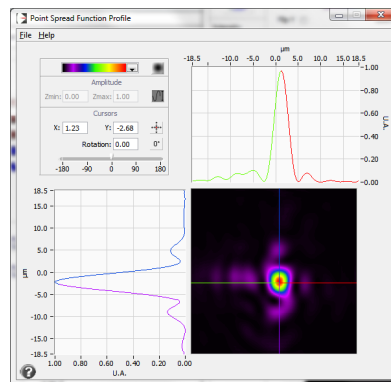 Point Spread Function Profile
File Help
µm
-18.5 -10.0 -5.0 0.0 5.0 10.0 15.0 18.5
Amplitude
Zmin: 0.00 Zmax: 1.00
Cursors
X: 1.23 Y: -2.68
Rotation: 0.00 0°
-180 -90 0 90 180
-1.00
-0.80
-0.60
-0.40
-0.20
-0.00
U.A.
18.5
15.0
10.0
5.0
0.0
-5.0
-10.0
-15.0
-18.5
µm
1.00 0.80 0.60 0.40 0.20 0.00
U.A.
?